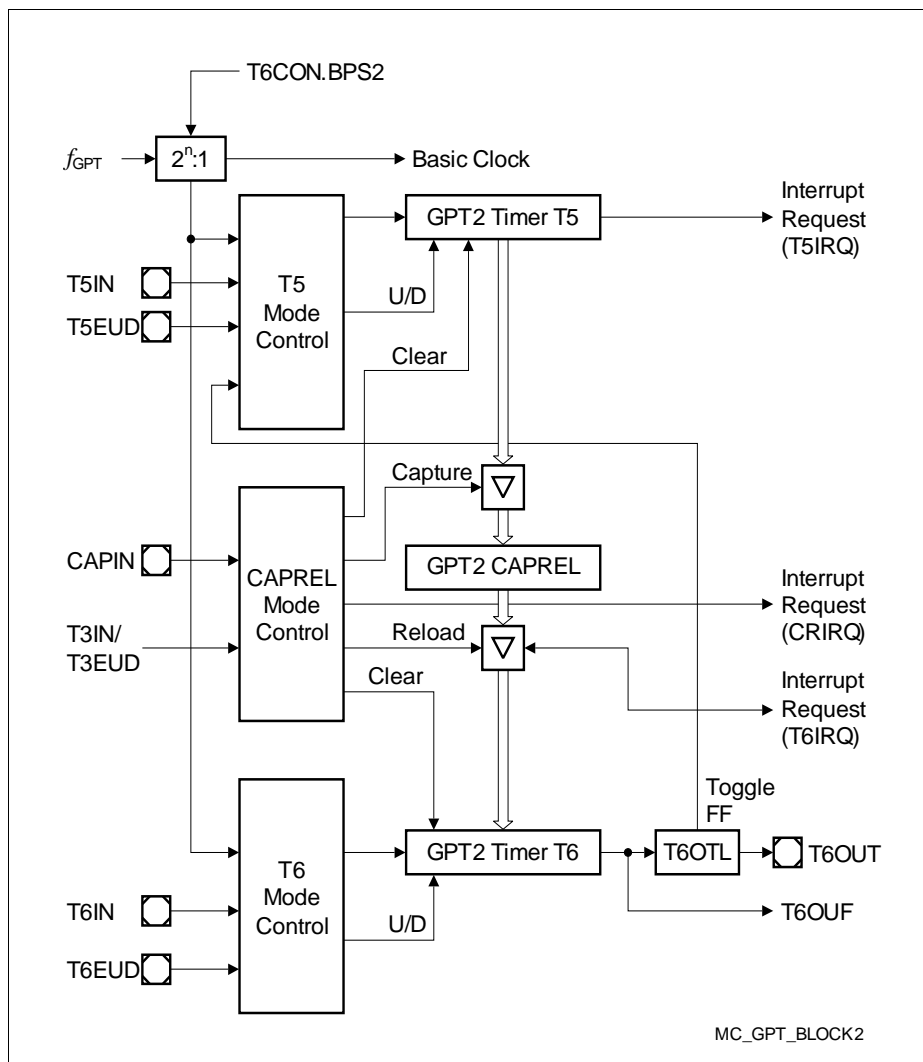 T6CON.BPS2
fGPT
2ⁿ:1
Basic Clock
Interrupt
Request
(T5IRQ)
GPT2 Timer T5
T5IN
T5
Mode
Control
U/D
T5EUD
Clear
Capture
CAPIN
CAPREL
Mode
Control
GPT2 CAPREL
Interrupt
Request
(CRIRQ)
T3IN/
T3EUD
Reload
Clear
Interrupt
Request
(T6IRQ)
Toggle
FF
T6
Mode
Control
GPT2 Timer T6
T6OTL
T6OUT
T6IN
U/D
T6OUF
T6EUD
MC_GPT_BLOCK2